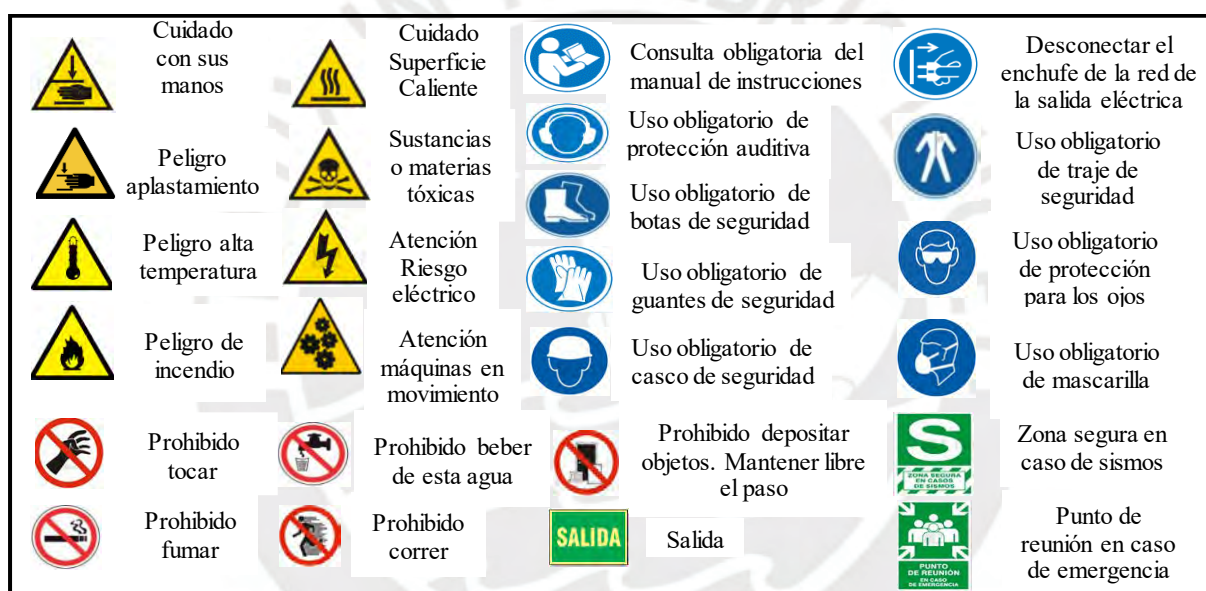 Cuidado
con sus
manos
Cuidado
Superficie
Caliente
Consulta obligatoria del
manual de instrucciones
Desconectar el
enchufe de la red de
la salida eléctrica
Peligro
aplastamiento
Sustancias
o materias
tóxicas
Uso obligatorio de
protección auditiva
Uso obligatorio
de traje de
seguridad
Uso obligatorio de
botas de seguridad
Peligro alta
temperatura
Atención
Riesgo
eléctrico
Uso obligatorio de
guantes de seguridad
Uso obligatorio
de protección
para los ojos
Peligro de
incendio
Atención
máquinas en
movimiento
Uso obligatorio de
casco de seguridad
Uso obligatorio
de mascarilla
Prohibido
tocar
Prohibido beber
de esta agua
Prohibido depositar
objetos. Mantener libre
el paso
S
ZONA SEGURA
EN CASOS
DE SISMOS
Zona segura en
caso de sismos
Prohibido
fumar
Prohibido
correr
SALIDA
Salida
PUNTO
DE REUNIÓN
EN CASO
DE EMERGENCIA
Punto de
reunión en caso
de emergencia